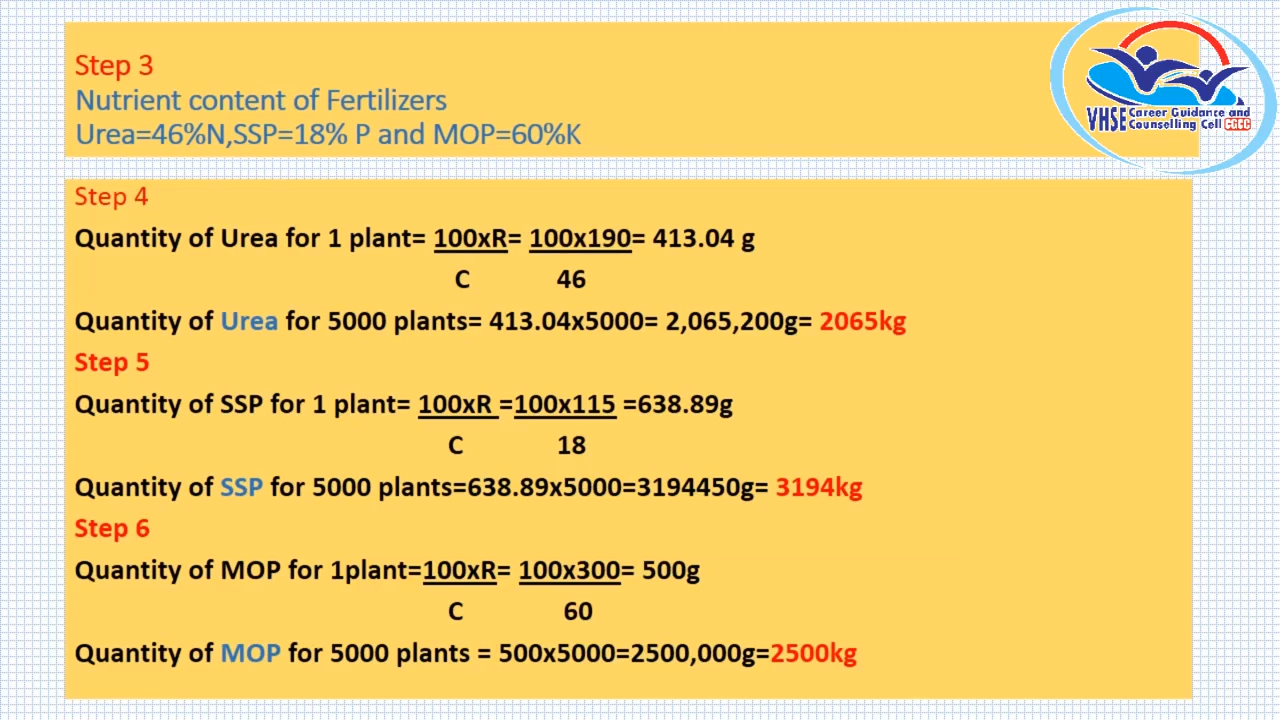 Step 3
Nutrient content of Fertilizers
Urea=46%N,SSP=18% P and MOP=60%K
VHSE Career Guidance and
Counselling Cell CGCC
Step 4
Quantity of Urea for 1 plant= 100xR= 100x190= 413.04 g
C 46
Quantity of Urea for 5000 plants= 413.04x5000= 2,065,200g= 2065kg
Step 5
Quantity of SSP for 1 plant= 100xR =100x115 =638.89g
C 18
Quantity of SSP for 5000 plants=638.89x5000=3194450g= 3194kg
Step 6
Quantity of MOP for 1plant=100xR= 100x300= 500g
C 60
Quantity of MOP for 5000 plants = 500x5000=2500,000g=2500kg